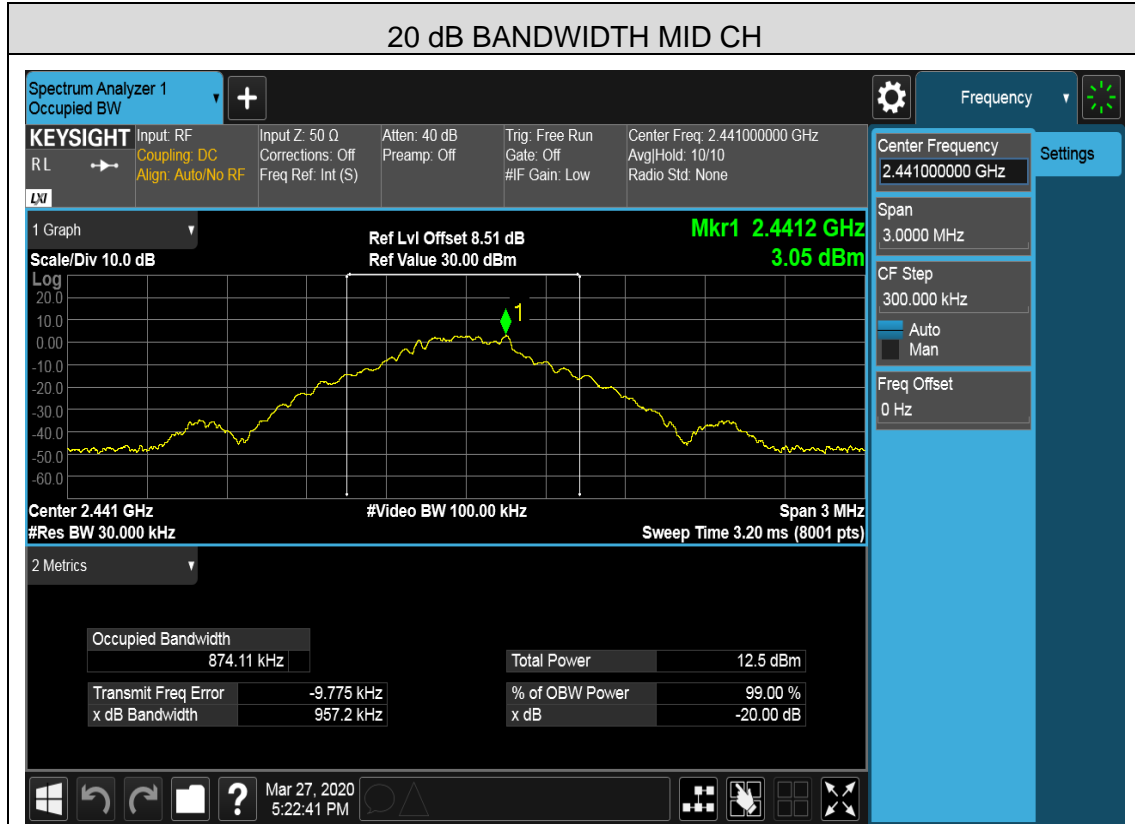 20 dB BANDWIDTH MID CH
Spectrum Analyzer 1
Occupied BW
+
Frequency
KEYSIGHT
R L
LXI
Input: RF
Coupling: DC
Align: Auto/No RF
Input Z: 50 Ω
Corrections: Off
Freq Ref: Int (S)
Atten: 40 dB
Preamp: Off
Trig: Free Run
Gate: Off
#IF Gain: Low
Center Freq: 2.441000000 GHz
Avg|Hold: 10/10
Radio Std: None
Center Frequency
2.441000000 GHz
Settings
Span
3.0000 MHz
CF Step
300.000 kHz
Auto
Man
Freq Offset
0 Hz
1 Graph
Scale/Div 10.0 dB
Ref Lvl Offset 8.51 dB
Ref Value 30.00 dBm
Mkr1 2.4412 GHz
3.05 dBm
Log
20.0
10.0
0.00
-10.0
-20.0
-30.0
-40.0
-50.0
-60.0
1
Center 2.441 GHz
#Res BW 30.000 kHz
#Video BW 100.00 kHz
Span 3 MHz
Sweep Time 3.20 ms (8001 pts)
2 Metrics
Occupied Bandwidth
874.11 kHz
Total Power 12.5 dBm
Transmit Freq Error -9.775 kHz
% of OBW Power 99.00 %
x dB Bandwidth 957.2 kHz
x dB -20.00 dB
?
Mar 27, 2020
5:22:41 PM